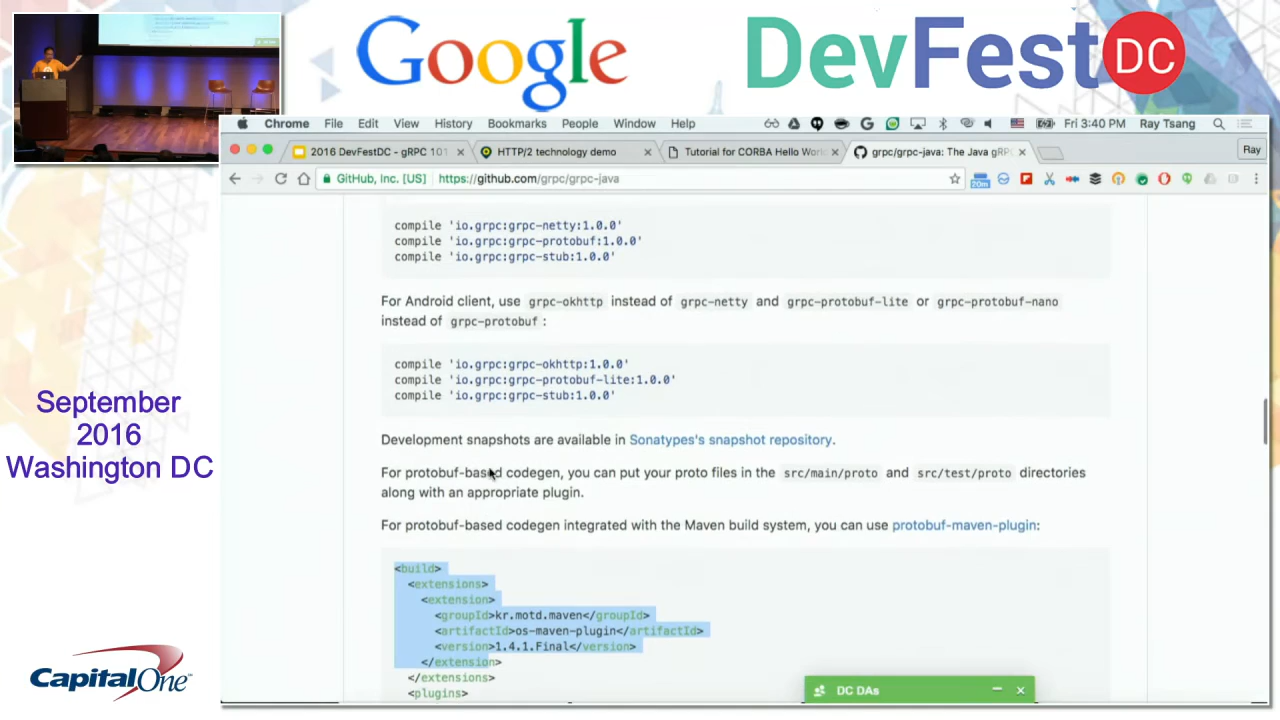 Google DevFest DC
Chrome File Edit View History Bookmarks People Window Help Fri 3:40 PM Ray Tsang
2016 DevFestDC - gRPC 101 × HTTP/2 technology demo × Tutorial for CORBA Hello Worl × grpc/grpc-java: The Java gRP × Ray
GitHub, Inc. [US] https://github.com/grpc/grpc-java
20m
compile 'io.grpc:grpc-netty:1.0.0'
compile 'io.grpc:grpc-protobuf:1.0.0'
compile 'io.grpc:grpc-stub:1.0.0'
For Android client, use grpc-okhttp instead of grpc-netty and grpc-protobuf-lite or grpc-protobuf-nano
instead of grpc-protobuf :
compile 'io.grpc:grpc-okhttp:1.0.0'
compile 'io.grpc:grpc-protobuf-lite:1.0.0'
compile 'io.grpc:grpc-stub:1.0.0'
Development snapshots are available in Sonatypes's snapshot repository.
For protobuf-based codegen, you can put your proto files in the src/main/proto and src/test/proto directories
along with an appropriate plugin.
For protobuf-based codegen integrated with the Maven build system, you can use protobuf-maven-plugin:
<build>
<extensions>
<extension>
<groupId>kr.motd.maven</groupId>
<artifactId>os-maven-plugin</artifactId>
<version>1.4.1.Final</version>
</extension>
</extensions>
<plugins>
DC DAs
September
2016
Washington DC
Capital One